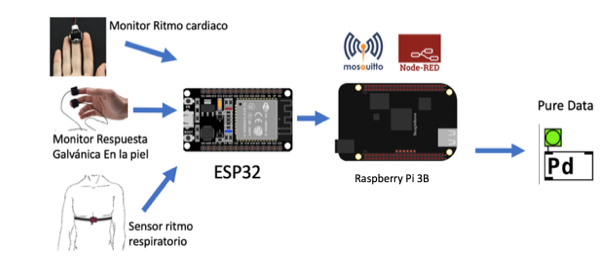 Monitor Ritmo cardiaco
mosquitto
Node-RED
Pure Data
Monitor Respuesta
Galvánica En la piel
ESP32
Raspberry Pi 3B
Pd
Sensor ritmo
respiratorio